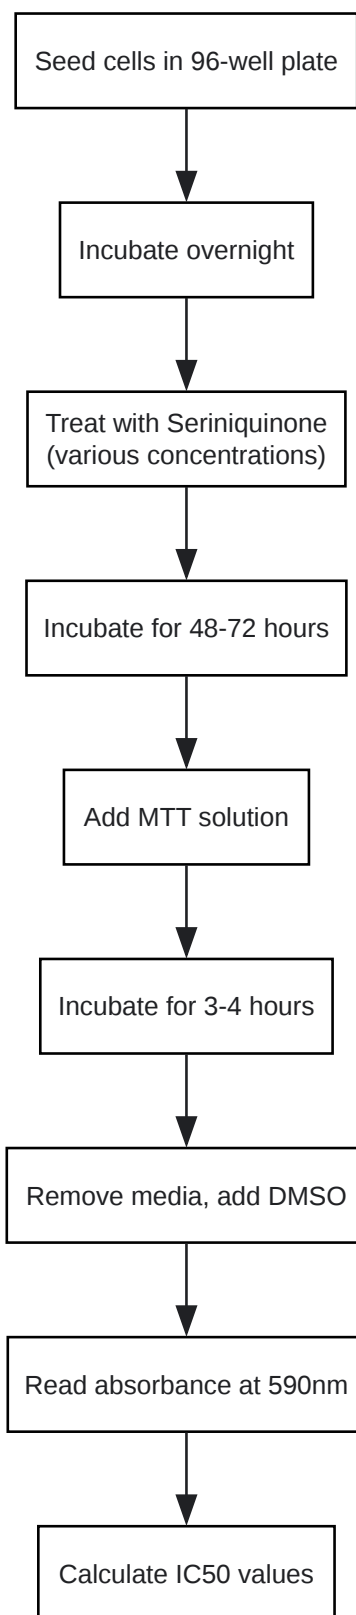 Seed cells in 96-well plate
Incubate overnight
Treat with Seriniquinone
(various concentrations)
Incubate for 48-72 hours
Add MTT solution
Incubate for 3-4 hours
Remove media, add DMSO
Read absorbance at 590nm
Calculate IC50 values